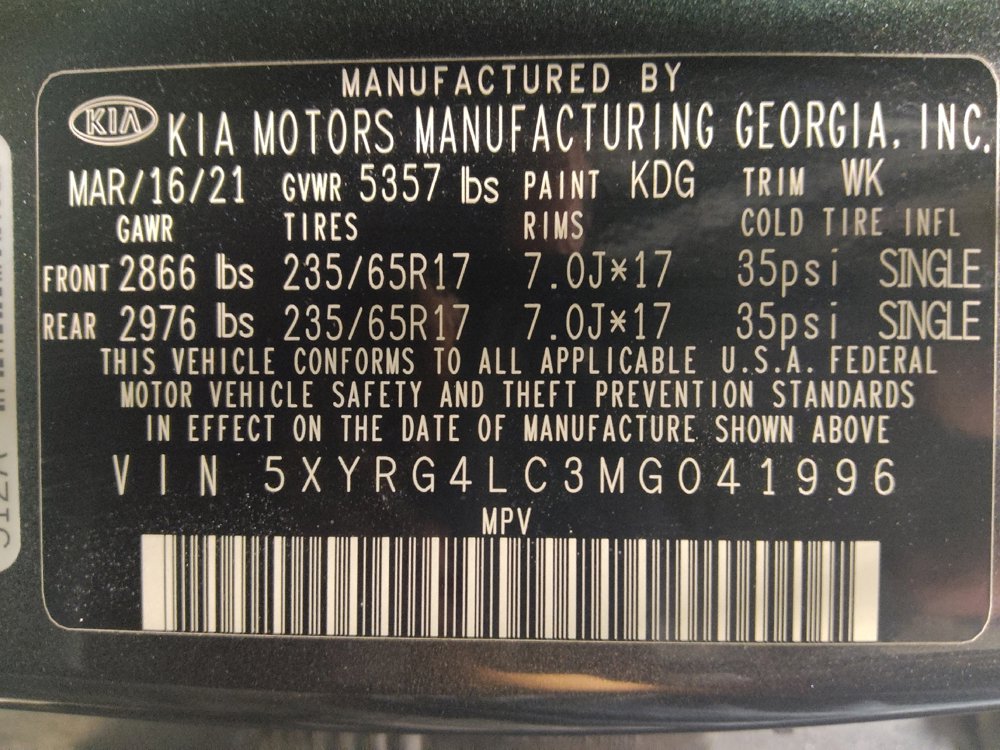 MANUFACTURED BY
KIA KIA MOTORS MANUFACTURING GEORGIA, INC.
MAR/16/21 GVWR 5357 lbs PAINT KDG TRIM WK
GAWR TIRES RIMS COLD TIRE INFL
FRONT 2866 lbs 235/65R17 7.0J*17 35psi SINGLE
REAR 2976 lbs 235/65R17 7.0J*17 35psi SINGLE
THIS VEHICLE CONFORMS TO ALL APPLICABLE U.S.A. FEDERAL
MOTOR VEHICLE SAFETY AND THEFT PREVENTION STANDARDS
IN EFFECT ON THE DATE OF MANUFACTURE SHOWN ABOVE
VIN 5XYRG4LC3MG041996
MPV